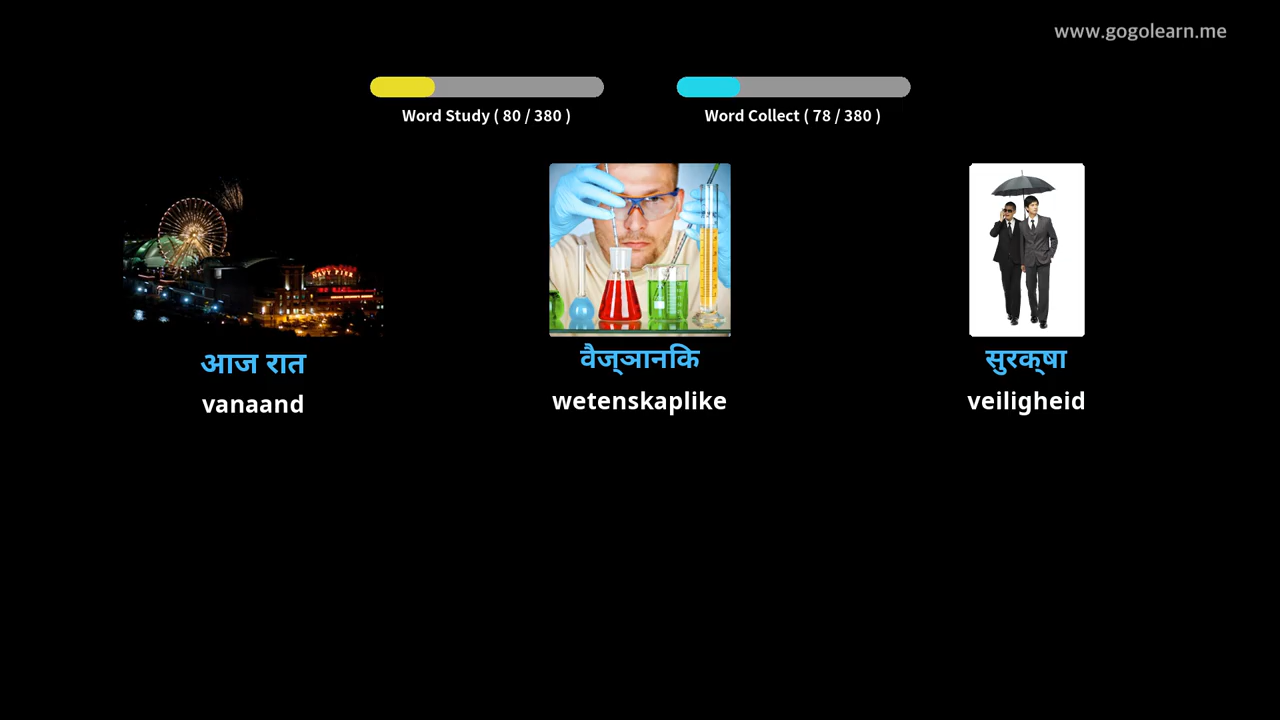 www.gogolearn.me
Word Study ( 80 / 380 )
Word Collect ( 78 / 380 )
आज रात
वैज्ञानिक
सुरक्षा
vanaand
wetenskaplike
veiligheid